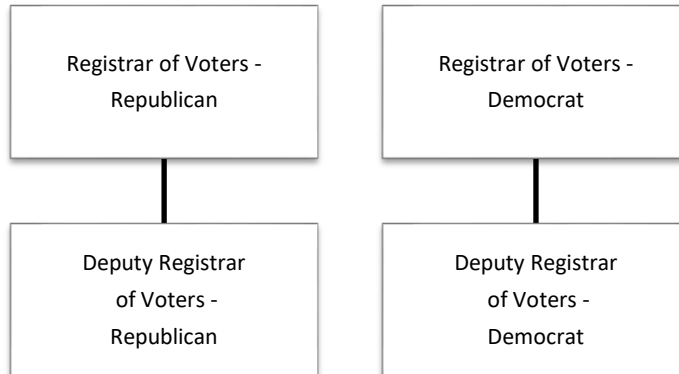 Registrar of Voters -
Republican
Registrar of Voters -
Democrat
Deputy Registrar
of Voters -
Republican
Deputy Registrar
of Voters -
Democrat